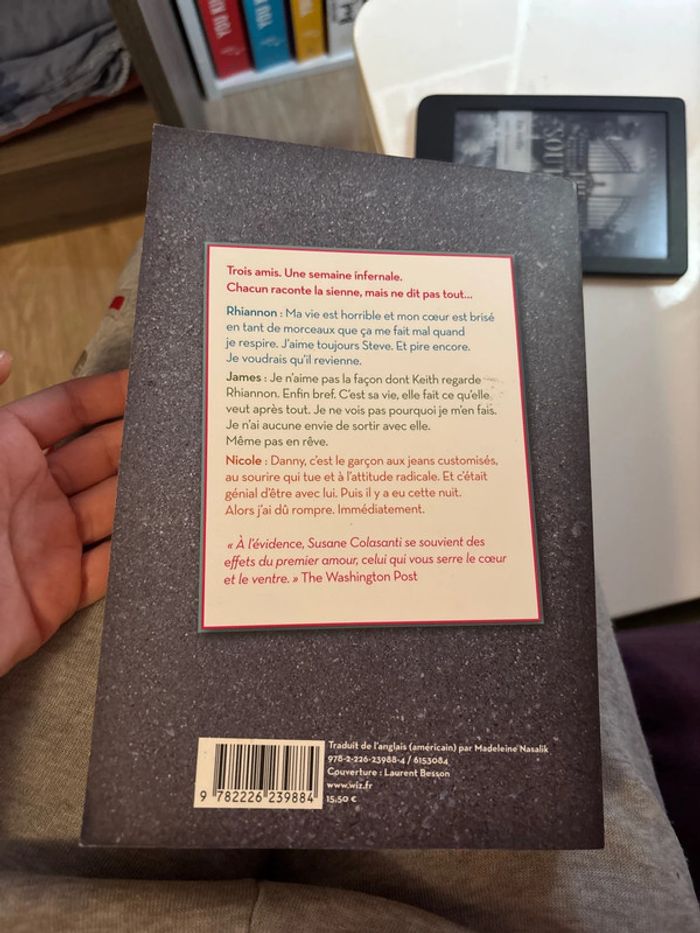 Trois amis. Une semaine infernale.
Chacun raconte la sienne, mais ne dit pas tout...
Rhiannon : Ma vie est horrible et mon cœur est brisé
en tant de morceaux que ça me fait mal quand
je respire. J'aime toujours Steve. Et pire encore.
Je voudrais qu'il revienne.
James : Je n'aime pas la façon dont Keith regarde
Rhiannon. Enfin bref. C'est sa vie, elle fait ce qu'elle
veut après tout. Je ne vois pas pourquoi je m'en fais.
Je n'ai aucune envie de sortir avec elle.
Même pas en rêve.
Nicole : Danny, c'est le garçon aux jeans customisés,
au sourire qui tue et à l'attitude radicale. Et c'était
génial d'être avec lui. Puis il y a eu cette nuit.
Alors j'ai dû rompre. Immédiatement.
« À l'évidence, Susane Colasanti se souvient des
effets du premier amour, celui qui vous serre le cœur
et le ventre. » The Washington Post
Traduit de l'anglais (américain) par Madeleine Nasalik
978-2-226-23988-4 / 6153084
Couverture : Laurent Besson
www.wiz.fr
15,50 €
9 782226 239884